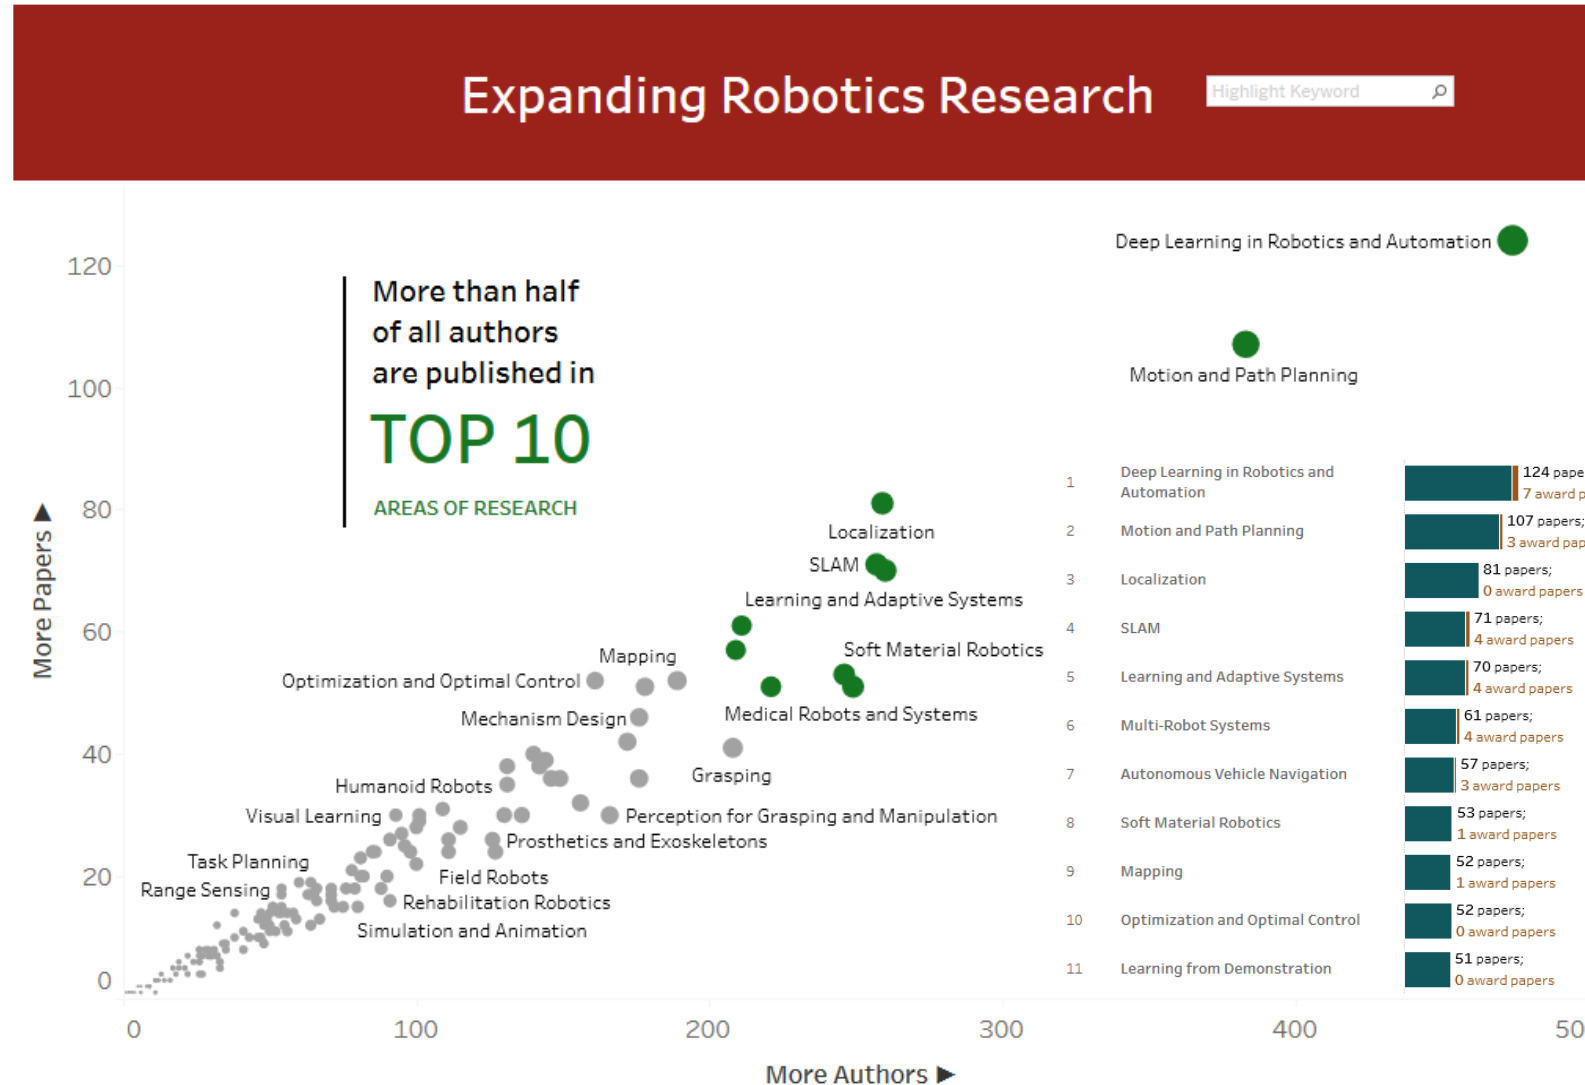 Expanding Robotics Research
Highlight Keyword
Deep Learning in Robotics and Automation
120
More than half
of all authors
are published in
TOP 10
AREAS OF RESEARCH
Motion and Path Planning
100
80
60
40
20
0
More Papers ▶
Localization
SLAM
Learning and Adaptive Systems
Soft Material Robotics
Mapping
Optimization and Optimal Control
Medical Robots and Systems
Mechanism Design
Grasping
Humanoid Robots
Visual Learning
Perception for Grasping and Manipulation
Prosthetics and Exoskeletons
Task Planning
Field Robots
Range Sensing
Rehabilitation Robotics
Simulation and Animation
1 Deep Learning in Robotics and
Automation
124 pape
7 award p
2 Motion and Path Planning 107 papers;
3 award pap
3 Localization 81 papers;
0 award papers
4 SLAM 71 papers;
4 award papers
5 Learning and Adaptive Systems 70 papers;
4 award papers
6 Multi-Robot Systems 61 papers;
4 award papers
7 Autonomous Vehicle Navigation 57 papers;
3 award papers
8 Soft Material Robotics 53 papers;
1 award papers
9 Mapping 52 papers;
1 award papers
10 Optimization and Optimal Control 52 papers;
0 award papers
11 Learning from Demonstration 51 papers;
0 award papers
0 100 200 300 400 50
More Authors ▶